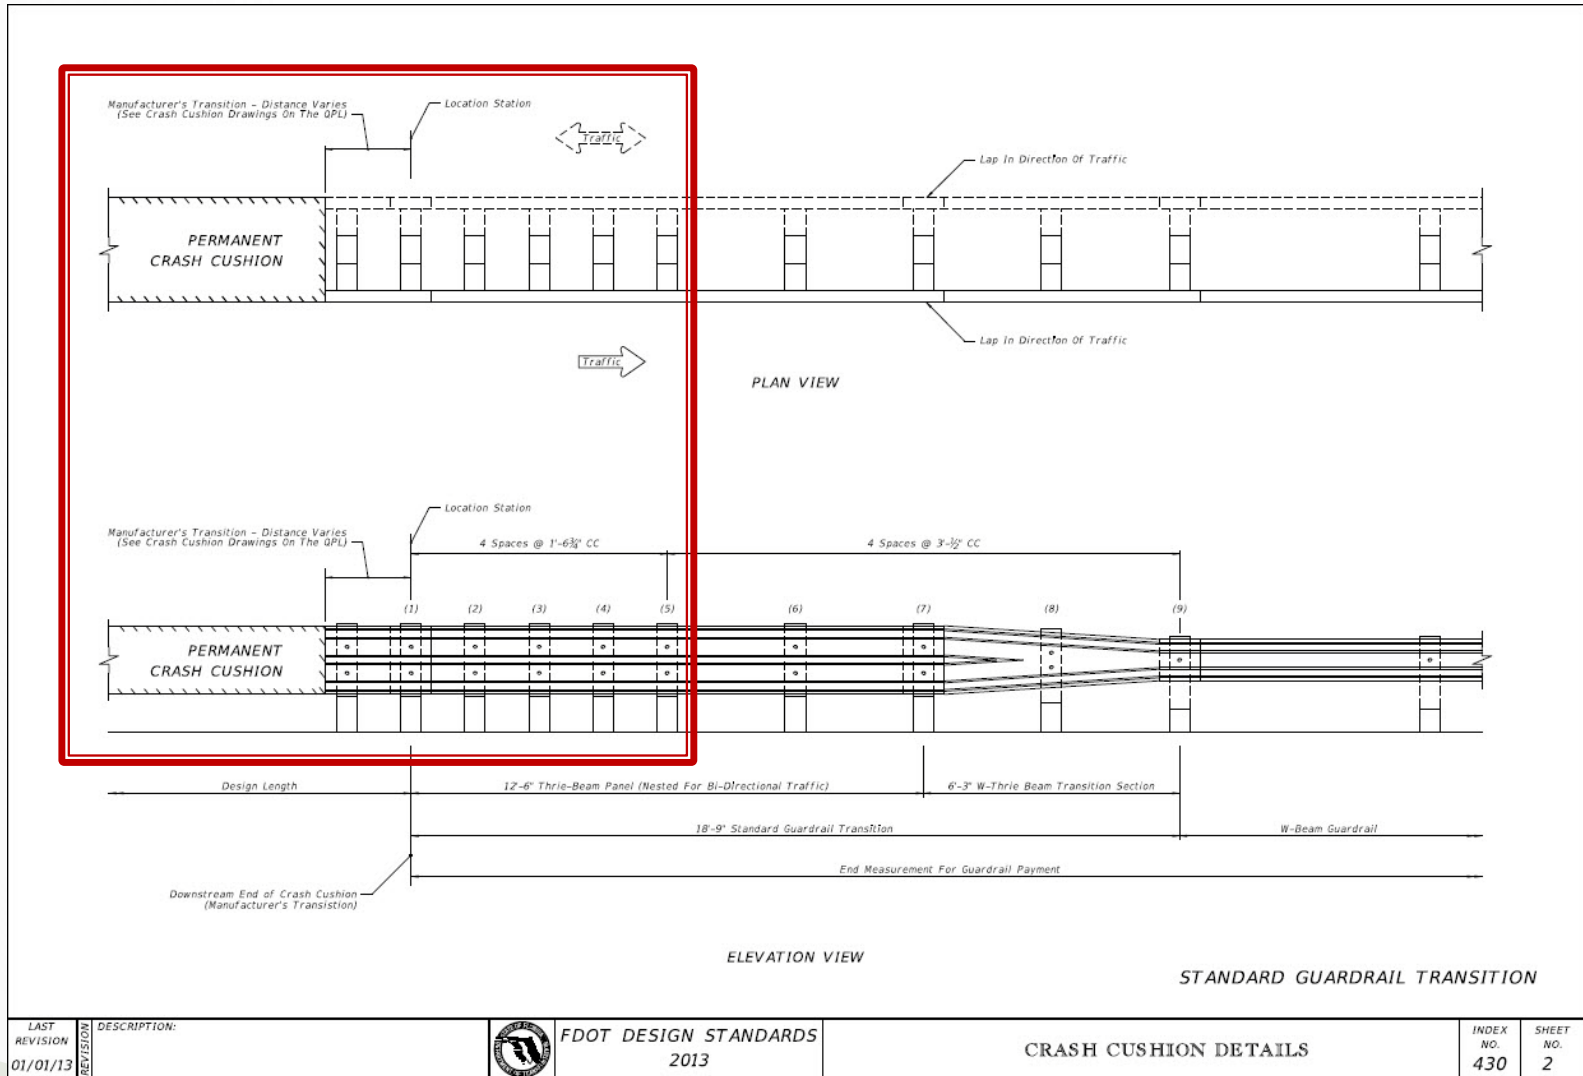 Manufacturer's Transition - Distance Varies
(See Crash Cushion Drawings On The QPL)
Location Station
Traffic
Lap In Direction Of Traffic
PERMANENT
CRASH CUSHION
Lap In Direction Of Traffic
Traffic
PLAN VIEW
Location Station
Manufacturer's Transition - Distance Varies
(See Crash Cushion Drawings On The QPL)
4 Spaces @ 1'-6¾" CC
4 Spaces @ 3'-½" CC
(1) (2) (3) (4) (5) (6) (7) (8) (9)
PERMANENT
CRASH CUSHION
Design Length
12'-6" Thrie-Beam Panel (Nested For Bi-Directional Traffic)
6'-3" W-Thrie Beam Transition Section
18'-9" Standard Guardrail Transition
W-Beam Guardrail
End Measurement For Guardrail Payment
Downstream End of Crash Cushion
(Manufacturer's Transistion)
ELEVATION VIEW
STANDARD GUARDRAIL TRANSITION
LAST
REVISION
01/01/13
REVISION
DESCRIPTION:
FDOT DESIGN STANDARDS
2013
CRASH CUSHION DETAILS
INDEX
NO.
430
SHEET
NO.
2